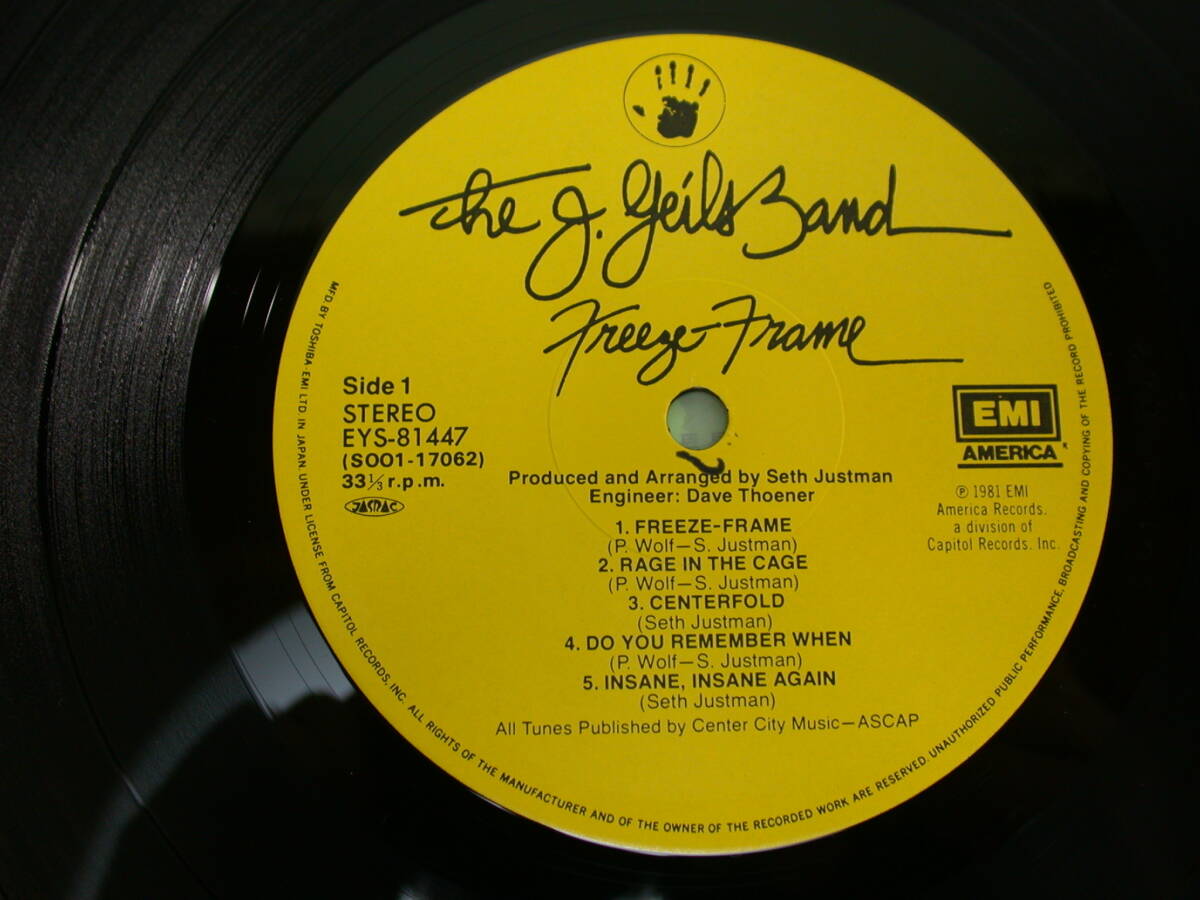 The J. Geils Band
Freeze-Frame
Side 1
STEREO
EYS-81447
(SOO1-17062)
33 1/3 r.p.m.
JASRAC
EMI
AMERICA
Ⓟ 1981 EMI
America Records.
a division of
Capitol Records. Inc.
Produced and Arranged by Seth Justman
Engineer: Dave Thoener
1. FREEZE-FRAME
(P. Wolf—S. Justman)
2. RAGE IN THE CAGE
(P. Wolf—S. Justman)
3. CENTERFOLD
(Seth Justman)
4. DO YOU REMEMBER WHEN
(P. Wolf—S. Justman)
5. INSANE, INSANE AGAIN
(Seth Justman)
All Tunes Published by Center City Music—ASCAP
MFD. BY TOSHIBA-EMI LTD. IN JAPAN. UNDER LICENSE FROM CAPITOL RECORDS, INC. ALL RIGHTS OF THE MANUFACTURER AND OF THE OWNER OF THE RECORDED WORK ARE RESERVED. UNAUTHORIZED PUBLIC PERFORMANCE, BROADCASTING AND COPYING OF THE RECORD PROHIBITED